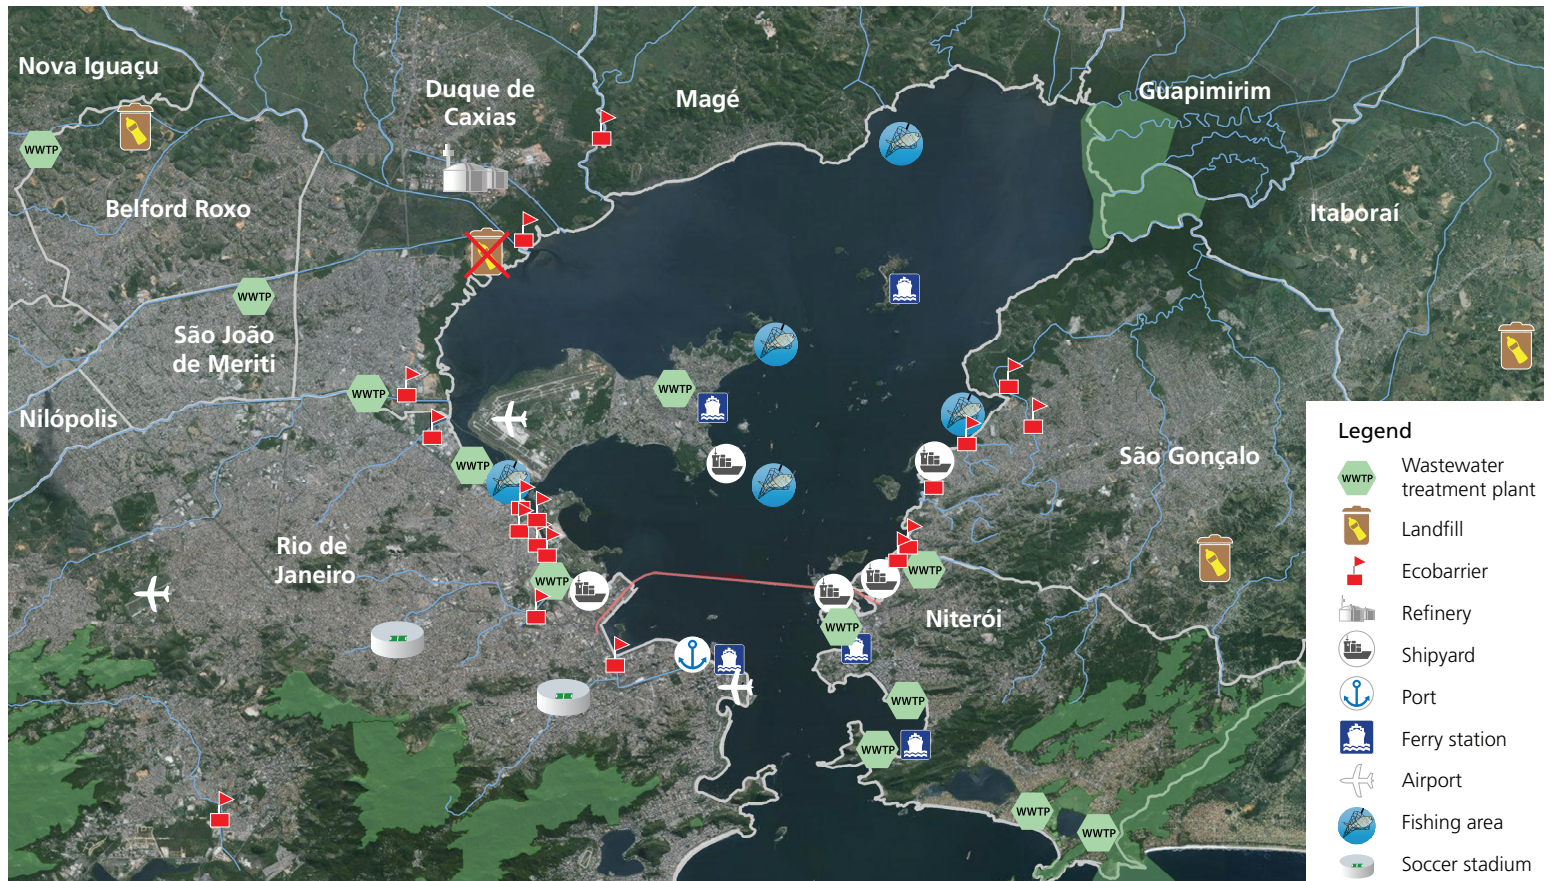 Nova Iguaçu
Duque de
Caxias
Magé
Guapimirim
WWTP
Belford Roxo
Itaboraí
WWTP
São João
de Meriti
WWTP
WWTP
Nilópolis
WWTP
São Gonçalo
Rio de
Janeiro
WWTP
WWTP
Niterói
WWTP
WWTP
WWTP
WWTP
WWTP
Legend
WWTP
Wastewater
treatment plant
Landfill
Ecobarrier
Refinery
Shipyard
Port
Ferry station
Airport
Fishing area
Soccer stadium